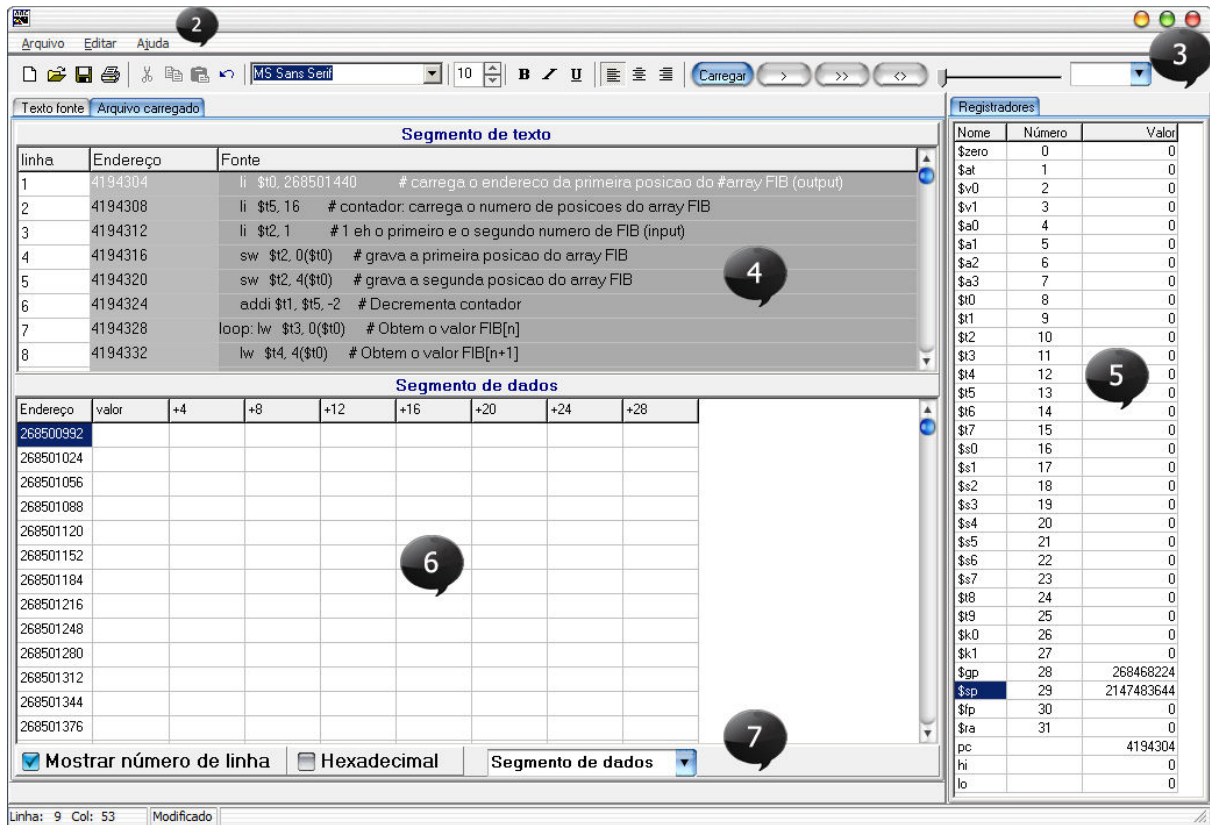 ABC
2
Arquivo Editar Ajuda
3
MS Sans Serif 10 B I U Carregar > >> <>
Texto fonte Arquivo carregado
Segmento de texto
linha Endereço Fonte
1 4194304 li $t0, 268501440 # carrega o endereco da primeira posicao do #array FIB (output)
2 4194308 li $t5, 16 # contador: carrega o numero de posicoes do array FIB
3 4194312 li $t2, 1 # 1 eh o primeiro e o segundo numero de FIB (input)
4 4194316 sw $t2, 0($t0) # grava a primeira posicao do array FIB
5 4194320 sw $t2, 4($t0) # grava a segunda posicao do array FIB
6 4194324 addi $t1, $t5, -2 # Decrementa contador
7 4194328 loop: lw $t3, 0($t0) # Obtem o valor FIB[n]
8 4194332 lw $t4, 4($t0) # Obtem o valor FIB[n+1]
4
Segmento de dados
Endereço valor +4 +8 +12 +16 +20 +24 +28
268500992
268501024
268501056
268501088
268501120
268501152
268501184
268501216
268501248
268501280
268501312
268501344
268501376
6
Mostrar número de linha Hexadecimal Segmento de dados
7
Registradores
Nome Número Valor
$zero 0 0
$at 1 0
$v0 2 0
$v1 3 0
$a0 4 0
$a1 5 0
$a2 6 0
$a3 7 0
$t0 8 0
$t1 9 0
$t2 10 0
$t3 11 0
$t4 12 0
$t5 13 0
$t6 14 0
$t7 15 0
$s0 16 0
$s1 17 0
$s2 18 0
$s3 19 0
$s4 20 0
$s5 21 0
$s6 22 0
$s7 23 0
$t8 24 0
$t9 25 0
$k0 26 0
$k1 27 0
$gp 28 268468224
$sp 29 2147483644
$fp 30 0
$ra 31 0
pc 4194304
hi 0
lo 0
5
Linha: 9 Col: 53 Modificado